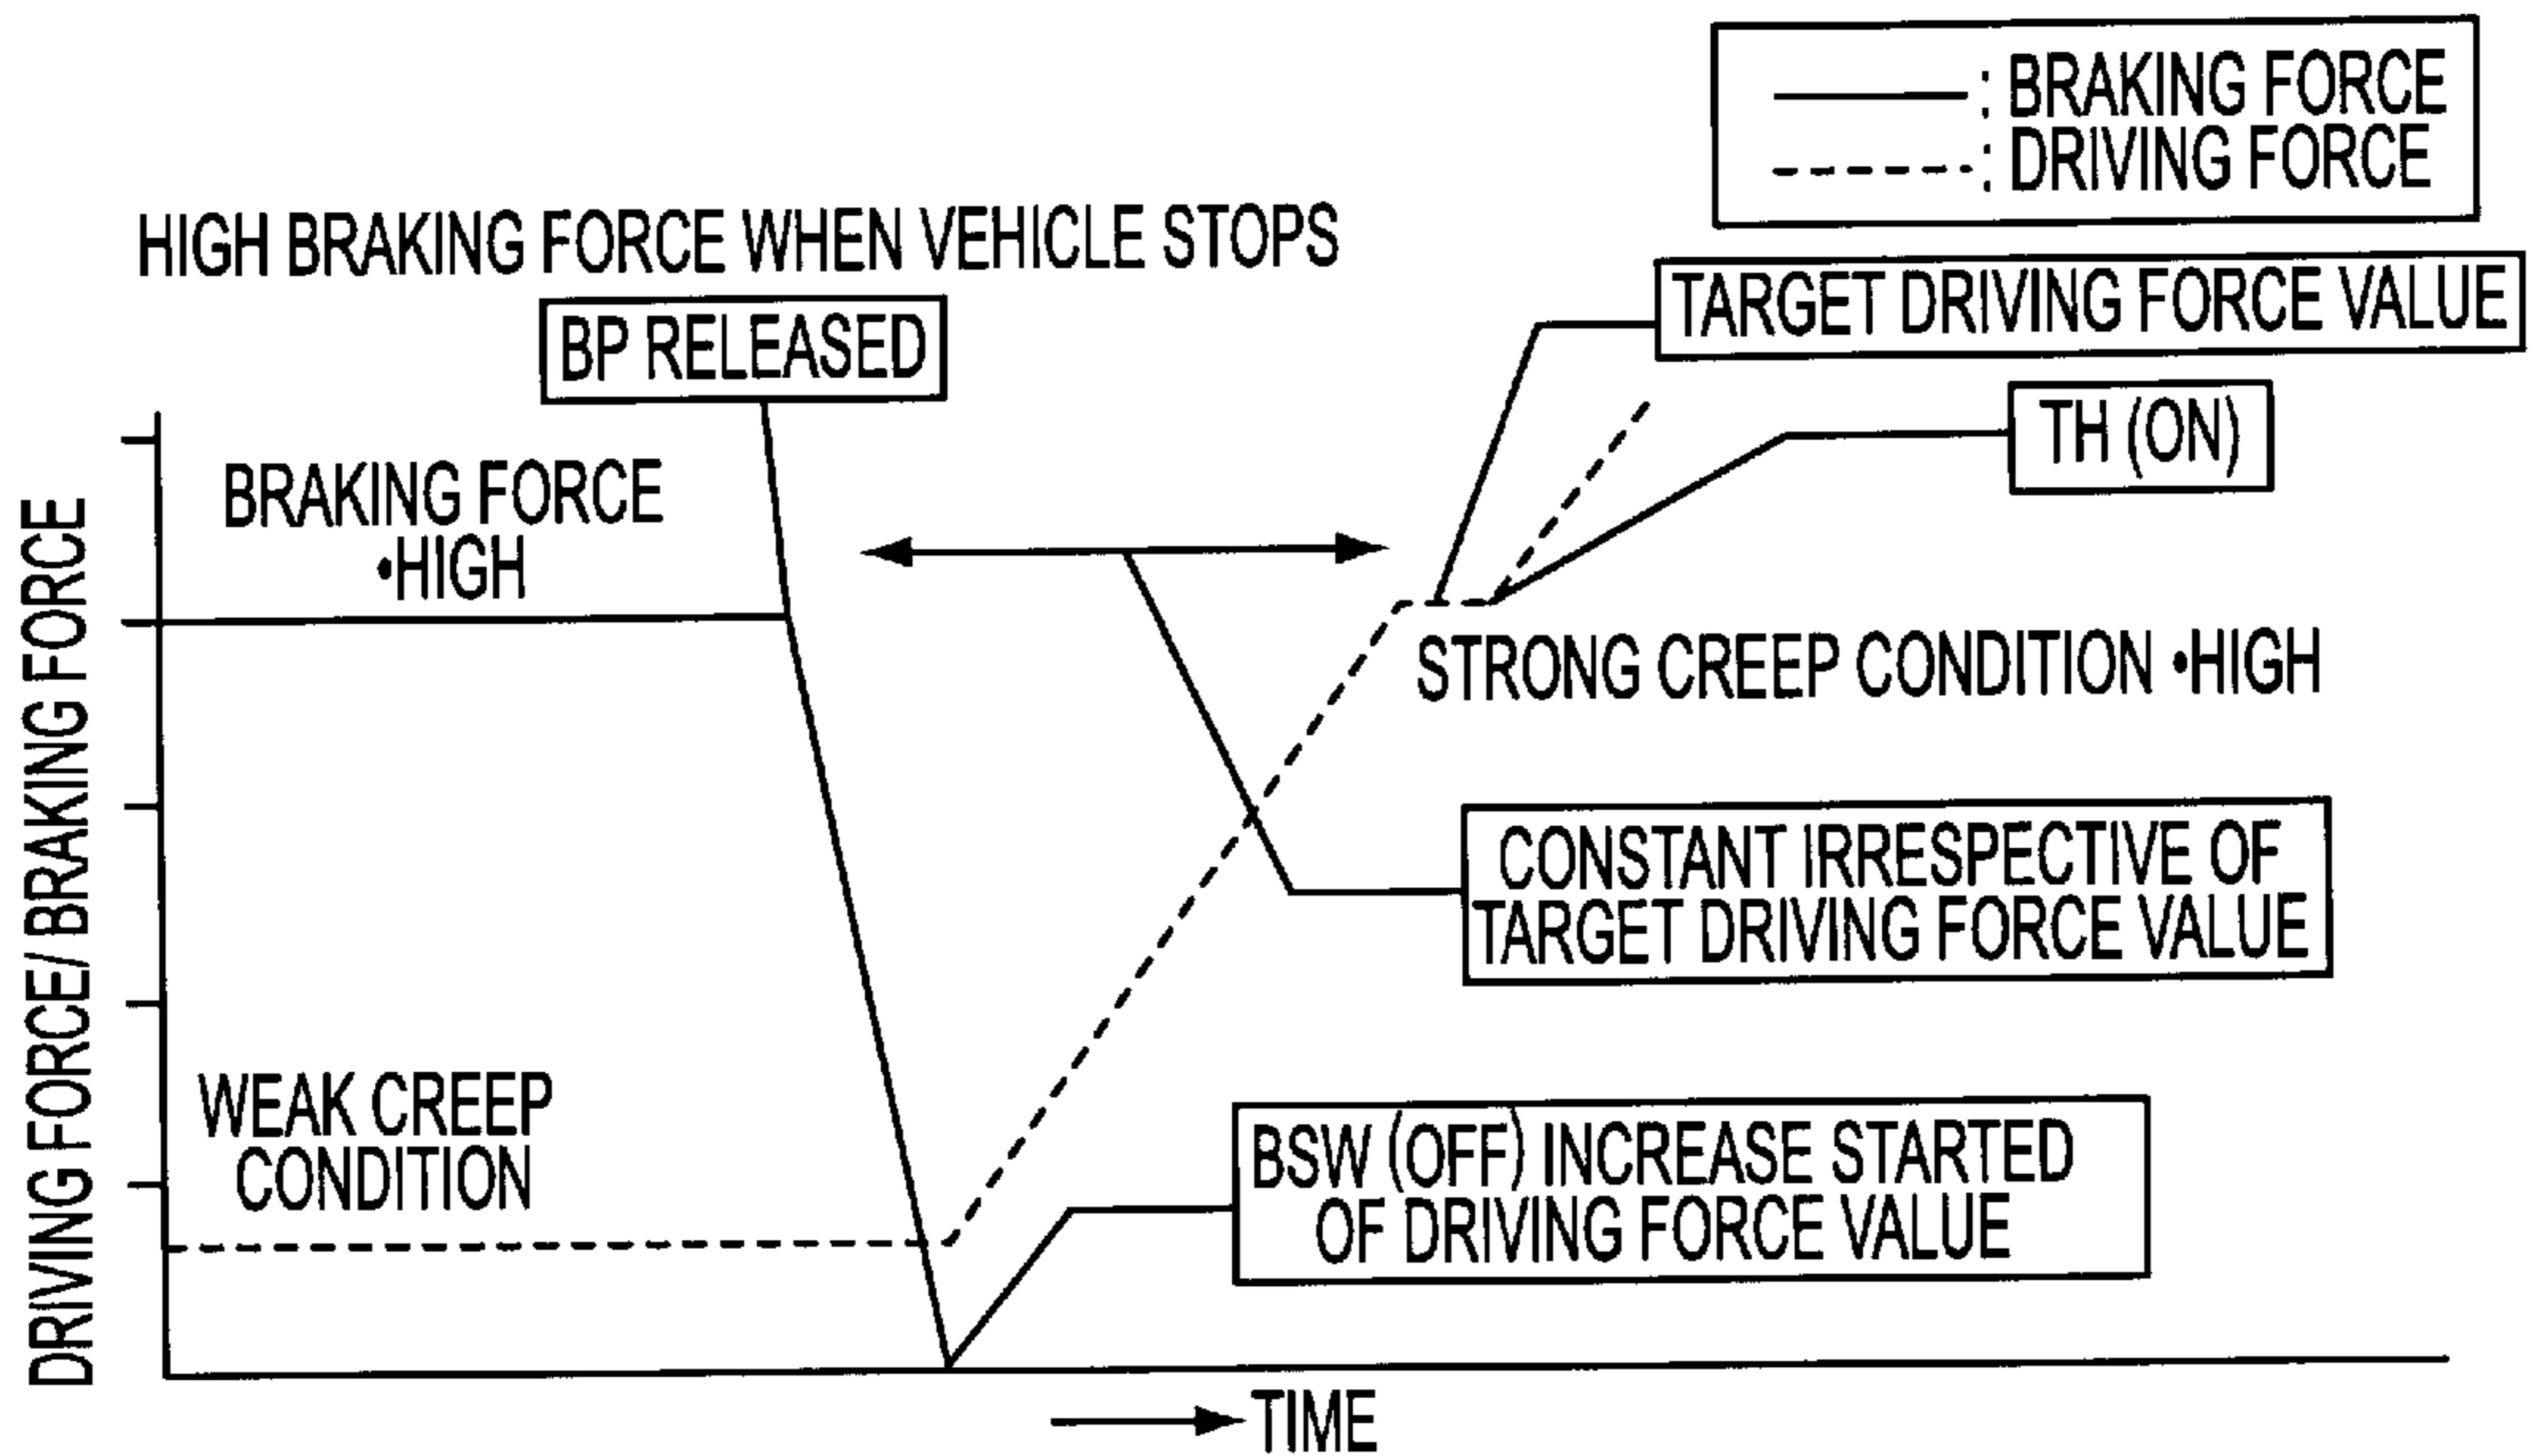 : BRAKING FORCE
: DRIVING FORCE
HIGH BRAKING FORCE WHEN VEHICLE STOPS
BP RELEASED
TARGET DRIVING FORCE VALUE
TH (ON)
BRAKING FORCE
•HIGH
STRONG CREEP CONDITION •HIGH
CONSTANT IRRESPECTIVE OF
TARGET DRIVING FORCE VALUE
WEAK CREEP
CONDITION
BSW (OFF) INCREASE STARTED
OF DRIVING FORCE VALUE
DRIVING FORCE/ BRAKING FORCE
TIME